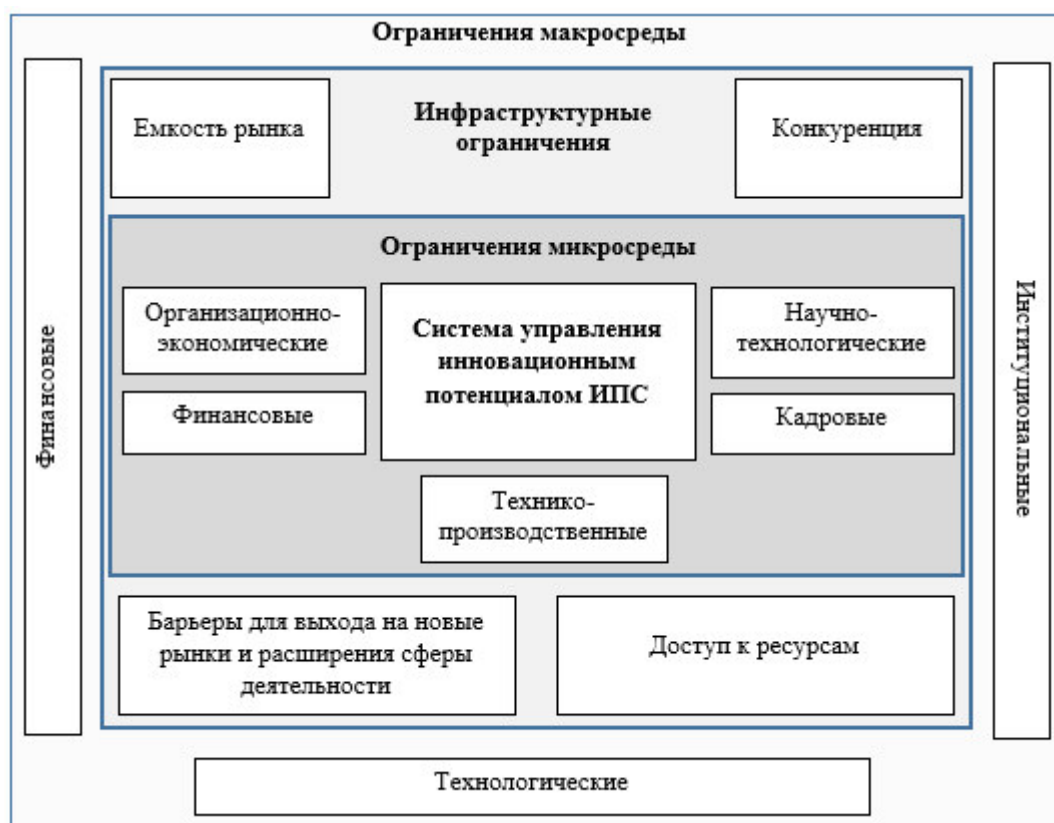 Ограничения макросреды
Финансовые
Емкость рынка
Инфраструктурные
ограничения
Конкуренция
Ограничения микросреды
Организационно-
экономические
Финансовые
Система управления
инновационным
потенциалом ИПС
Научно-
технологические
Кадровые
Технико-
производственные
Барьеры для выхода на новые
рынки и расширения сферы
деятельности
Доступ к ресурсам
Институциональные
Технологические